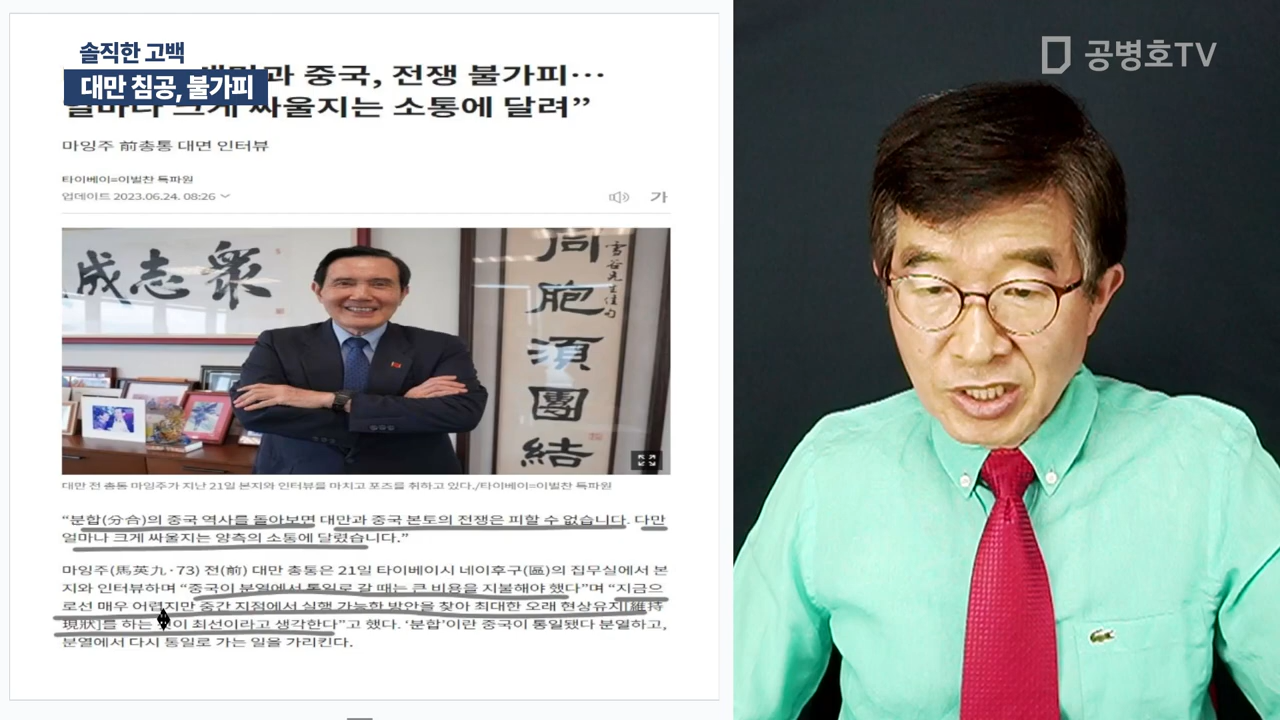 솔직한 고백
대만 침공, 불가피
과 중국, 전쟁 불가피…
싸울지는 소통에 달려”
마잉주 前총통 대면 인터뷰
타이베이=이벌찬 특파원
업데이트 2023.06.24. 08:26
가
成志衆
同胞須團結
대만 전 총통 마잉주가 지난 21일 본지와 인터뷰를 마치고 포즈를 취하고 있다./타이베이=이벌찬 특파원
“분합(分合)의 중국 역사를 돌아보면 대만과 중국 본토의 전쟁은 피할 수 없습니다. 다만
얼마나 크게 싸울지는 양측의 소통에 달렸습니다.”
마잉주(馬英九·73) 전(前) 대만 총통은 21일 타이베이시 네이후구(區)의 집무실에서 본
지와 인터뷰하며 “중국이 분열에서 통일로 갈 때는 큰 비용을 지불해야 했다”며 “지금으
로선 매우 어렵지만 중간 지점에서 실행 가능한 방안을 찾아 최대한 오래 현상유지[維持
現狀]를 하는 이 최선이라고 생각한다”고 했다. ‘분합’이란 중국이 통일됐다 분열하고,
분열에서 다시 통일로 가는 일을 가리킨다.
공병호TV